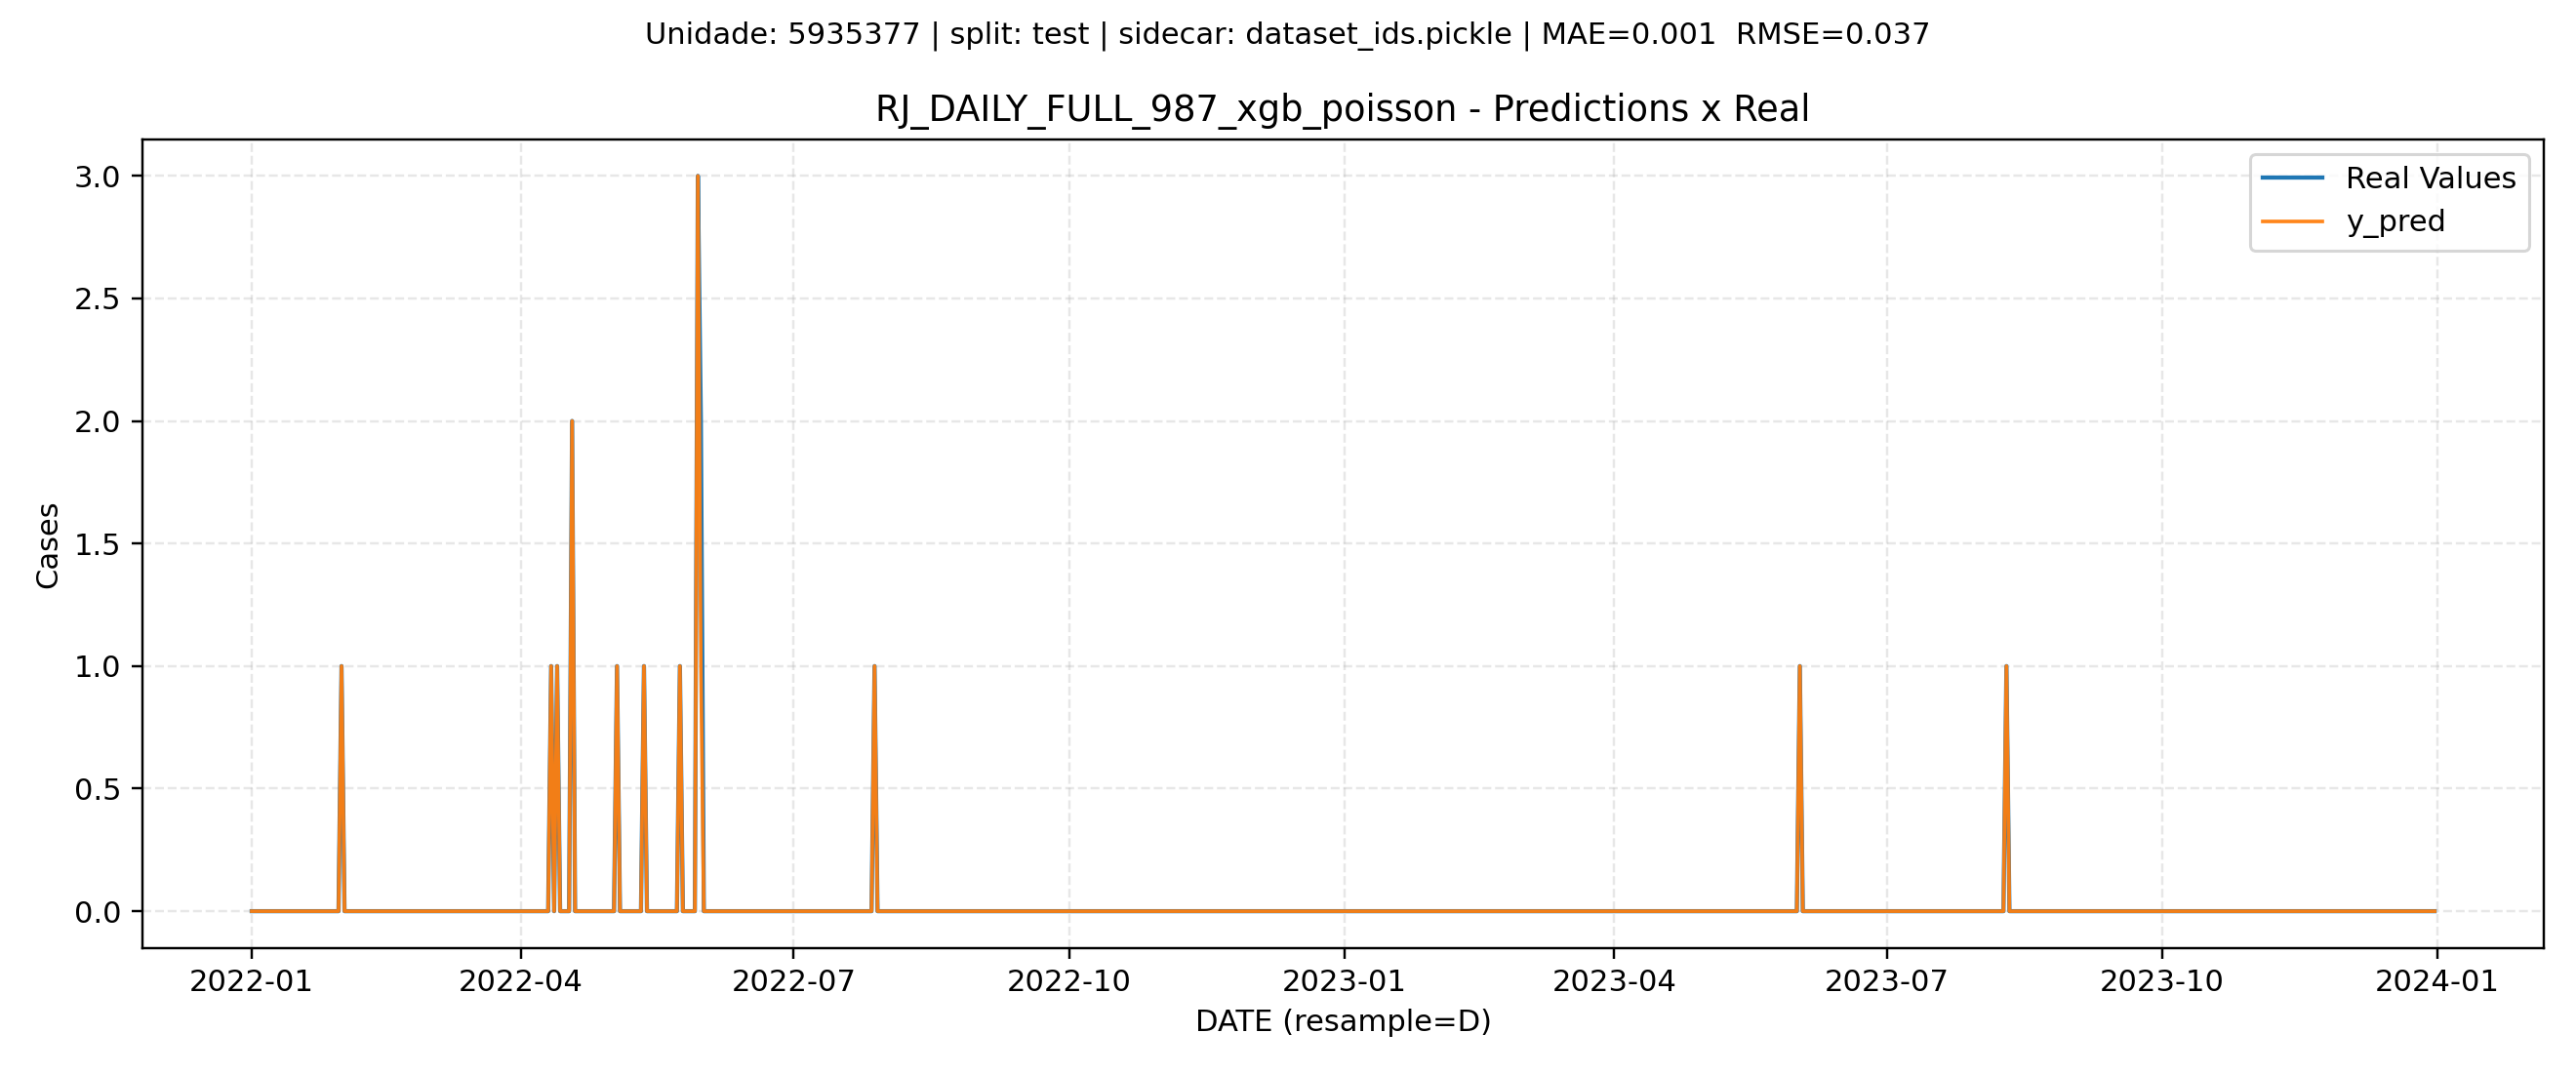 Unidade: 5935377 | split: test | sidecar: dataset_ids.pickle | MAE=0.001  RMSE=0.037
RJ_DAILY_FULL_987_xgb_poisson - Predictions x Real
Real Values
y_pred
Cases
3.0
2.5
2.0
1.5
1.0
0.5
0.0
2022-01
2022-04
2022-07
2022-10
2023-01
2023-04
2023-07
2023-10
2024-01
DATE (resample=D)